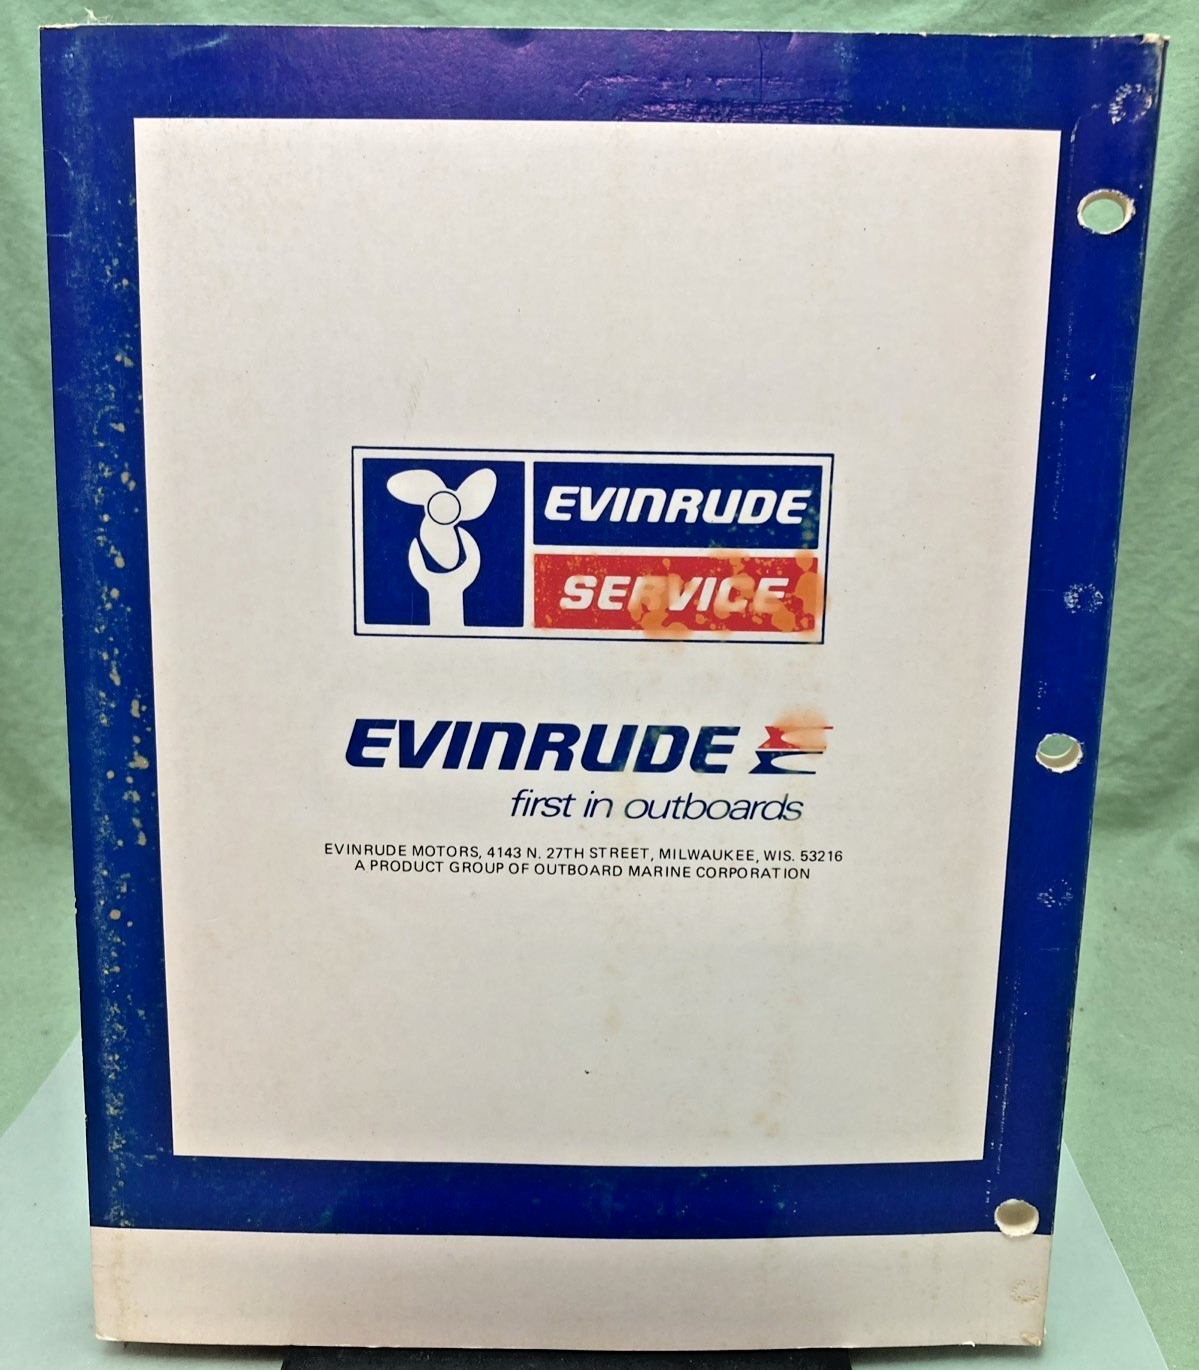 EVINRUDE
SERVICE
EVINRUDE
first in outboards
EVINRUDE MOTORS, 4143 N. 27TH STREET, MILWAUKEE, WIS. 53216
A PRODUCT GROUP OF OUTBOARD MARINE CORPORATION